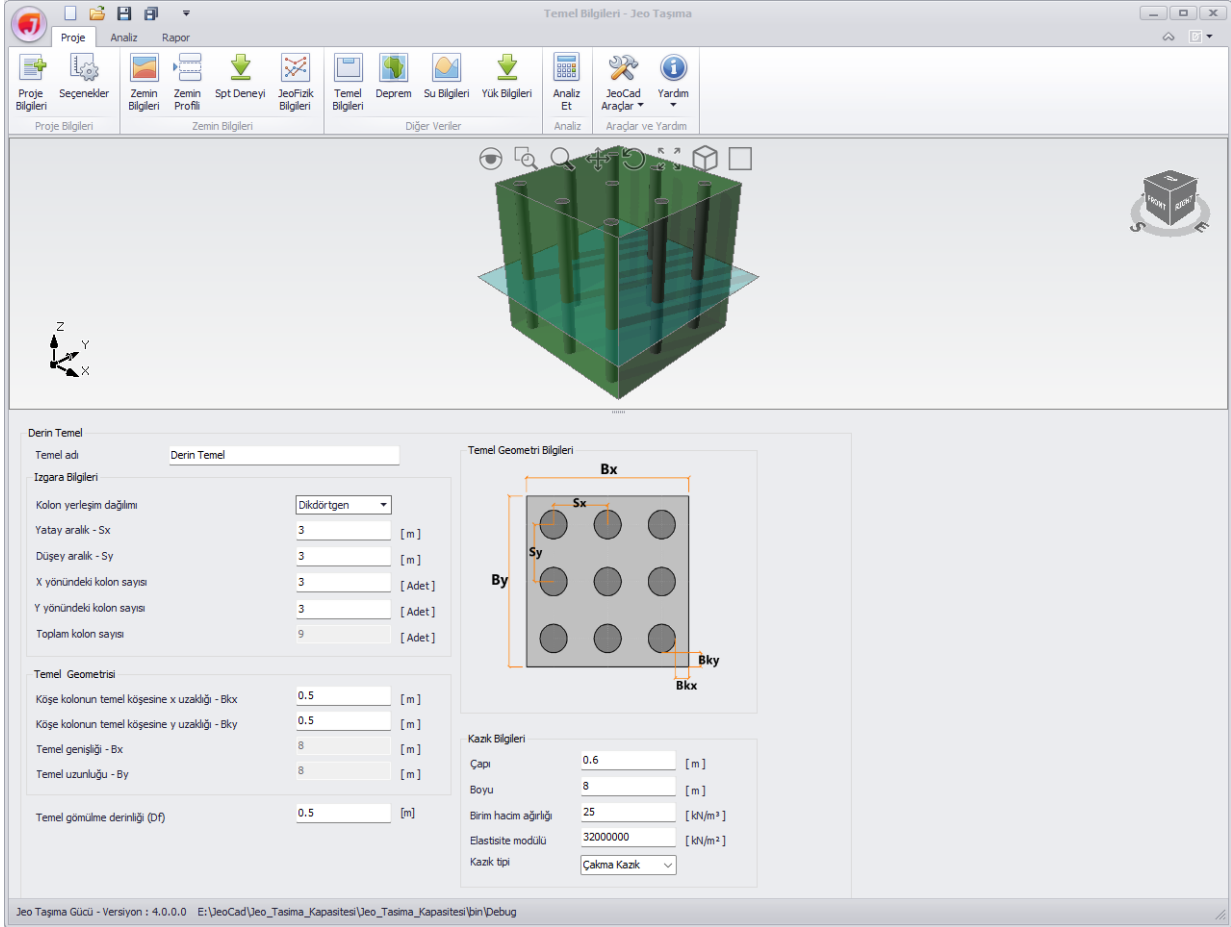 Temel Bilgileri - Jeo Taşıma
Proje Analiz Rapor
Proje Bilgileri
Seçenekler
Zemin Bilgileri
Zemin Profili
Spt Deneyi
JeoFizik Bilgileri
Temel Bilgileri
Deprem
Su Bilgileri
Yük Bilgileri
Analiz Et
JeoCad Araçlar
Yardım
Proje Bilgileri
Zemin Bilgileri
Diğer Veriler
Analiz
Araçlar ve Yardım
FRONT
RIGHT
S
E
Z
Y
X
Derin Temel
Temel adı Derin Temel
Izgara Bilgileri
Kolon yerleşim dağılımı Dikdörtgen
Yatay aralık - Sx 3 [ m ]
Düşey aralık - Sy 3 [ m ]
X yönündeki kolon sayısı 3 [ Adet ]
Y yönündeki kolon sayısı 3 [ Adet ]
Toplam kolon sayısı 9 [ Adet ]
Temel Geometrisi
Köşe kolonun temel köşesine x uzaklığı - Bkx 0.5 [ m ]
Köşe kolonun temel köşesine y uzaklığı - Bky 0.5 [ m ]
Temel genişliği - Bx 8 [ m ]
Temel uzunluğu - By 8 [ m ]
Temel gömülme derinliği (Df) 0.5 [m]
Temel Geometri Bilgileri
Bx
Sx
Sy
By
Bky
Bkx
Kazık Bilgileri
Çapı 0.6 [ m ]
Boyu 8 [ m ]
Birim hacim ağırlığı 25 [ kN/m³ ]
Elastisite modülü 32000000 [ kN/m² ]
Kazık tipi Çakma Kazık
Jeo Taşıma Gücü - Versiyon : 4.0.0.0 E:\JeoCad\Jeo_Tasima_Kapasitesi\Jeo_Tasima_Kapasitesi\bin\Debug